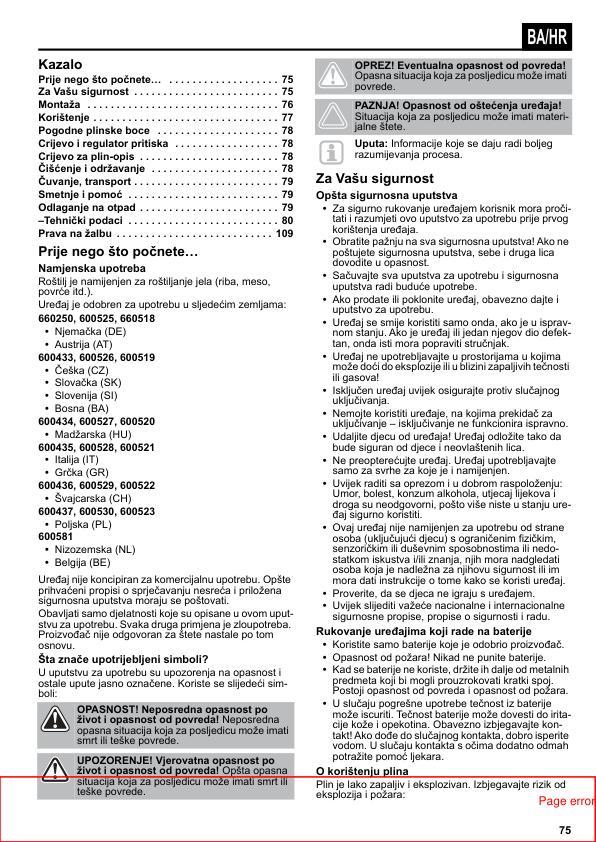 BA/HR
Kazalo
Prije nego što počnete… . . . . . . . . . . . . . . . . . . . 75
Za Vašu sigurnost . . . . . . . . . . . . . . . . . . . . . . . . 75
Montaža . . . . . . . . . . . . . . . . . . . . . . . . . . . . . . . 76
Korištenje . . . . . . . . . . . . . . . . . . . . . . . . . . . . . . 77
Pogodne plinske boce . . . . . . . . . . . . . . . . . . . . . 78
Crijevo i regulator pritiska . . . . . . . . . . . . . . . . . . 78
Crijevo za plin-opis . . . . . . . . . . . . . . . . . . . . . . . 78
Čišćenje i održavanje . . . . . . . . . . . . . . . . . . . . . 78
Čuvanje, transport . . . . . . . . . . . . . . . . . . . . . . . . 79
Smetnje i pomoć . . . . . . . . . . . . . . . . . . . . . . . . . 79
Odlaganje na otpad . . . . . . . . . . . . . . . . . . . . . . . 79
–Tehnički podaci . . . . . . . . . . . . . . . . . . . . . . . . . 80
Prava na žalbu . . . . . . . . . . . . . . . . . . . . . . . . . . 109
Prije nego što počnete…
Namjenska upotreba
Roštilj je namijenjen za roštiljanje jela (riba, meso,
povrće itd.).
Uređaj je odobren za upotrebu u sljedećim zemljama:
660250, 600525, 660518
• Njemačka (DE)
• Austrija (AT)
600433, 600526, 600519
• Češka (CZ)
• Slovačka (SK)
• Slovenija (SI)
• Bosna (BA)
600434, 600527, 600520
• Madžarska (HU)
600435, 600528, 600521
• Italija (IT)
• Grčka (GR)
600436, 600529, 600522
• Švajcarska (CH)
600437, 600530, 600523
• Poljska (PL)
600581
• Nizozemska (NL)
• Belgija (BE)
Uređaj nije koncipiran za komercijalnu upotrebu. Opšte
prihvaćeni propisi o sprječavanju nesreća i priložena
sigurnosna uputstva moraju se poštovati.
Obavljati samo djelatnosti koje su opisane u ovom uput-
stvu za upotrebu. Svaka druga primjena je zloupotreba.
Proizvođač nije odgovoran za štete nastale po tom
osnovu.
Šta znače upotrijebljeni simboli?
U uputstvu za upotrebu su upozorenja na opasnost i
ostale upute jasno označene. Koriste se slijedeći sim-
boli:
OPASNOST! Neposredna opasnost po
život i opasnost od povreda! Neposredna
opasna situacija koja za posljedicu može imati
smrt ili teške povrede.
UPOZORENJE! Vjerovatna opasnost po
život i opasnost od povreda! Opšta opasna
situacija koja za posljedicu može imati smrt ili
teške povrede.
OPREZ! Eventualna opasnost od povreda!
Opasna situacija koja za posljedicu može imati
povrede.
PAZNJA! Opasnost od oštećenja uređaja!
Situacija koja za posljedicu može imati materi-
jalne štete.
Uputa: Informacije koje se daju radi boljeg
razumijevanja procesa.
Za Vašu sigurnost
Opšta sigurnosna uputstva
• Za sigurno rukovanje uređajem korisnik mora proči-
tati i razumjeti ovo uputstvo za upotrebu prije prvog
korištenja uređaja.
• Obratite pažnju na sva sigurnosna uputstva! Ako ne
poštujete sigurnosna uputstva, sebe i druga lica
dovodite u opasnost.
• Sačuvajte sva uputstva za upotrebu i sigurnosna
uputstva radi buduće upotrebe.
• Ako prodate ili poklonite uređaj, obavezno dajte i
uputstvo za upotrebu.
• Uređaj se smije koristiti samo onda, ako je u isprav-
nom stanju. Ako je uređaj ili jedan njegov dio defek-
tan, onda isti mora popraviti stručnjak.
• Uređaj ne upotrebljavajte u prostorijama u kojima
može doći do eksplozije ili u blizini zapaljivih tečnosti
ili gasova!
• Isključen uređaj uvijek osigurajte protiv slučajnog
uključivanja.
• Nemojte koristiti uređaje, na kojima prekidač za
uključivanje – isključivanje ne funkcionira ispravno.
• Udaljite djecu od uređaja! Uređaj odložite tako da
bude siguran od djece i neovlaštenih lica.
• Ne preopterećujte uređaj. Uređaj upotrebljavajte
samo za svrhe za koje je i namijenjen.
• Uvijek raditi sa oprezom i u dobrom raspoloženju:
Umor, bolest, konzum alkohola, utjecaj lijekova i
droga su neodgovorni, pošto više niste u stanju ure-
đaj sigurno koristiti.
• Ovaj uređaj nije namijenjen za upotrebu od strane
osoba (uključujući djecu) s ograničenim fizičkim,
senzoričkim ili duševnim sposobnostima ili nedo-
statkom iskustva i/ili znanja, njih mora nadgledati
osoba koja je nadležna za njihovu sigurnost ili im
mora dati instrukcije o tome kako se koristi uređaj.
• Proverite, da se djeca ne igraju s uređajem.
• Uvijek slijediti važeće nacionalne i internacionalne
sigurnosne propise, propise o sigurnosti i radu.
Rukovanje uređajima koji rade na baterije
• Koristite samo baterije koje je odobrio proizvođač.
• Opasnost od požara! Nikad ne punite baterije.
• Kad se baterije ne koriste, držite ih dalje od metalnih
predmeta koji bi mogli prouzrokovati kratki spoj.
Postoji opasnost od povreda i opasnost od požara.
• U slučaju pogrešne upotrebe tečnost iz baterije
može iscuriti. Tečnost baterije može dovesti do irita-
cije kože i opekotina. Obavezno izbjegavajte kon-
takt! Ako dođe do slučajnog kontakta, dobro isperite
vodom. U slučaju kontakta s očima dodatno odmah
potražite pomoć ljekara.
O korištenju plina
Plin je lako zapaljiv i eksplozivan. Izbjegavajte rizik od
eksplozija i požara:
Page error
75